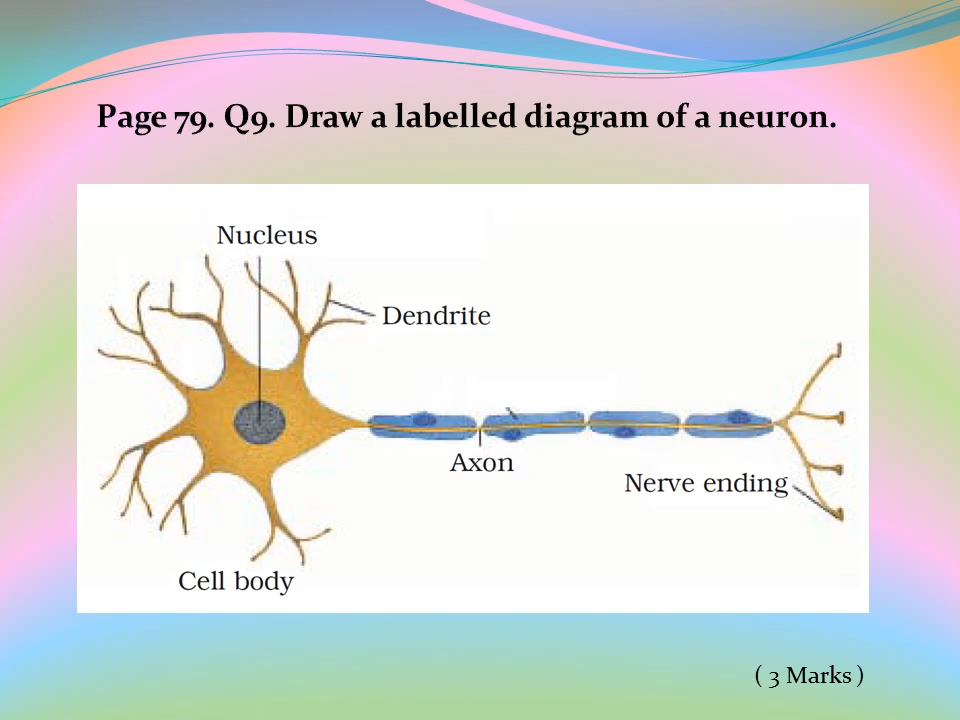 Page 79. Q9. Draw a labelled diagram of a neuron.
Nucleus
Dendrite
Axon
Nerve ending
Cell body
( 3 Marks )